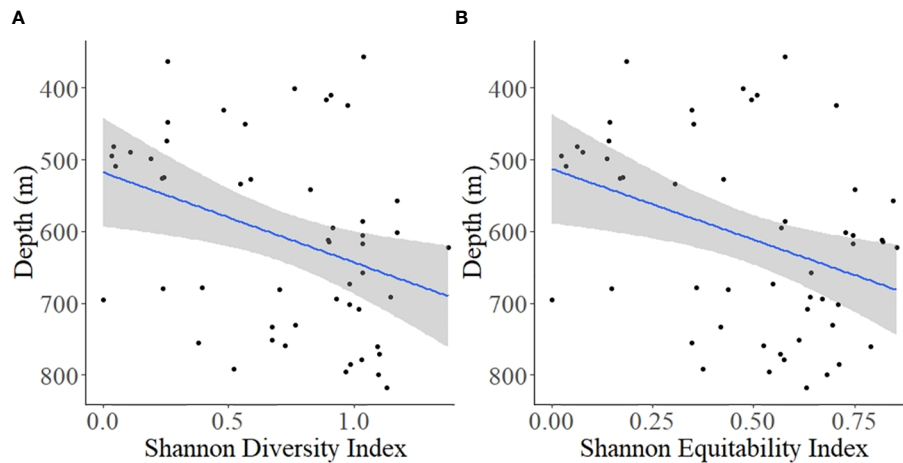 A
B
400
500
600
700
800
Depth (m)
0.0 0.5 1.0
Shannon Diversity Index
400
500
600
700
800
Depth (m)
0.00 0.25 0.50 0.75
Shannon Equitability Index